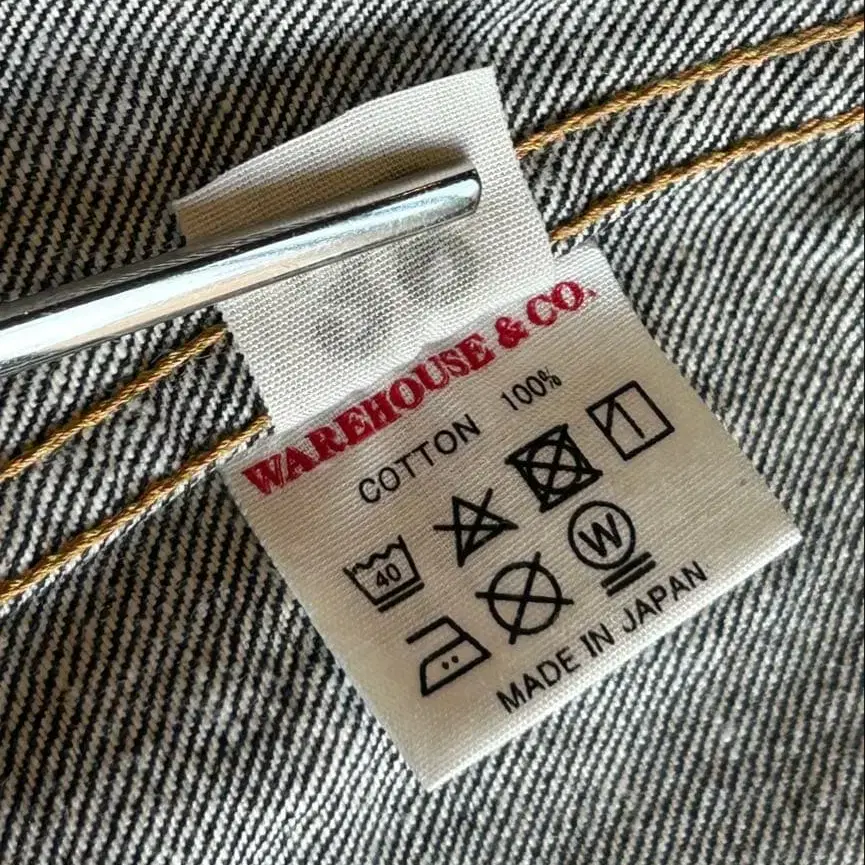 WAREHOUSE & CO.
COTTON 100%
40
W
MADE IN JAPAN